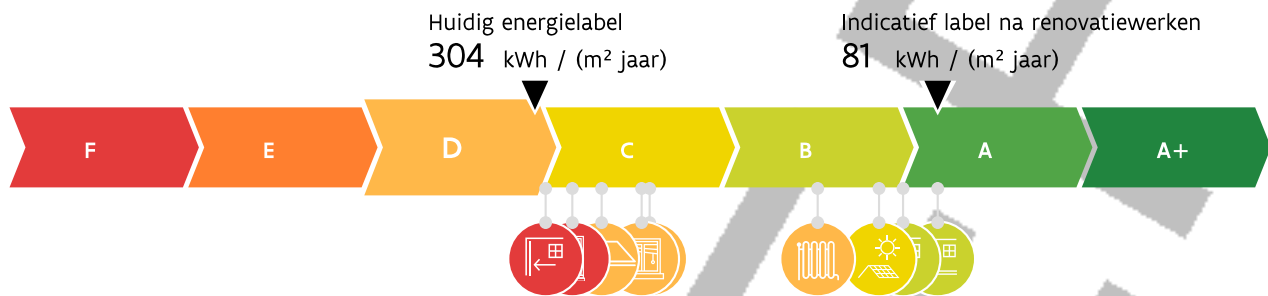 Huidig energielabel
304 kWh / (m² jaar)
Indicatief label na renovatiewerken
81 kWh / (m² jaar)
F E D C B A A+